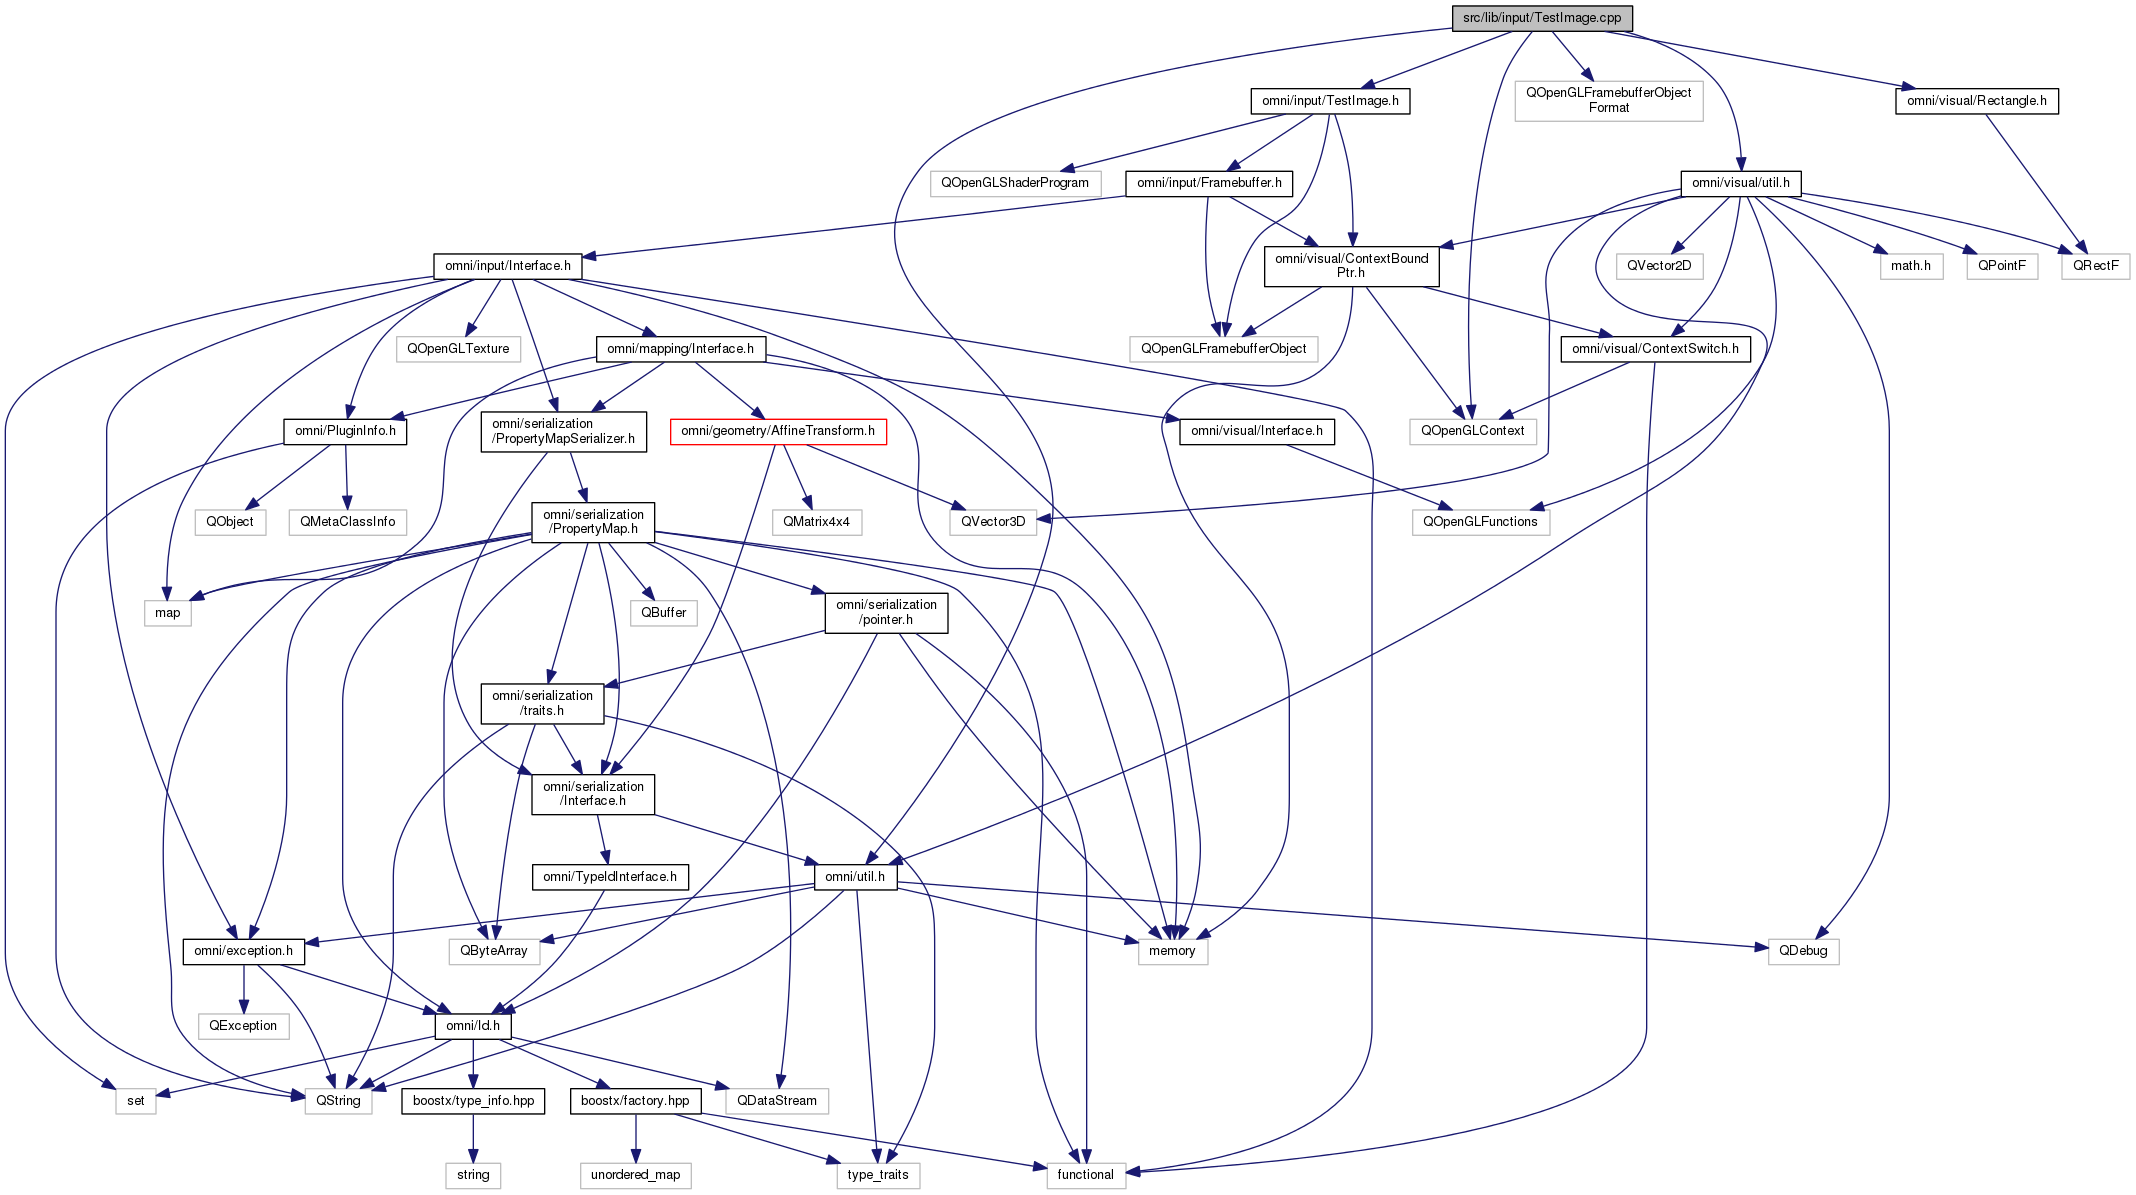 src/lib/input/TestImage.cpp
omni/input/TestImage.h
QOpenGLFramebufferObject
Format
omni/visual/Rectangle.h
QOpenGLShaderProgram
omni/input/Framebuffer.h
omni/visual/util.h
omni/input/Interface.h
omni/visual/ContextBound
Ptr.h
QVector2D
math.h
QPointF
QRectF
QOpenGLTexture
omni/mapping/Interface.h
QOpenGLFramebufferObject
omni/visual/ContextSwitch.h
omni/PluginInfo.h
omni/serialization
/PropertyMapSerializer.h
omni/geometry/AffineTransform.h
omni/visual/Interface.h
QOpenGLContext
QObject
QMetaClassInfo
omni/serialization
/PropertyMap.h
QMatrix4x4
QVector3D
QOpenGLFunctions
map
QBuffer
omni/serialization
/pointer.h
omni/serialization
/traits.h
omni/serialization
/Interface.h
omni/TypeIdInterface.h
omni/util.h
omni/exception.h
QByteArray
memory
QDebug
QException
omni/Id.h
set
QString
boostx/type_info.hpp
boostx/factory.hpp
QDataStream
string
unordered_map
type_traits
functional